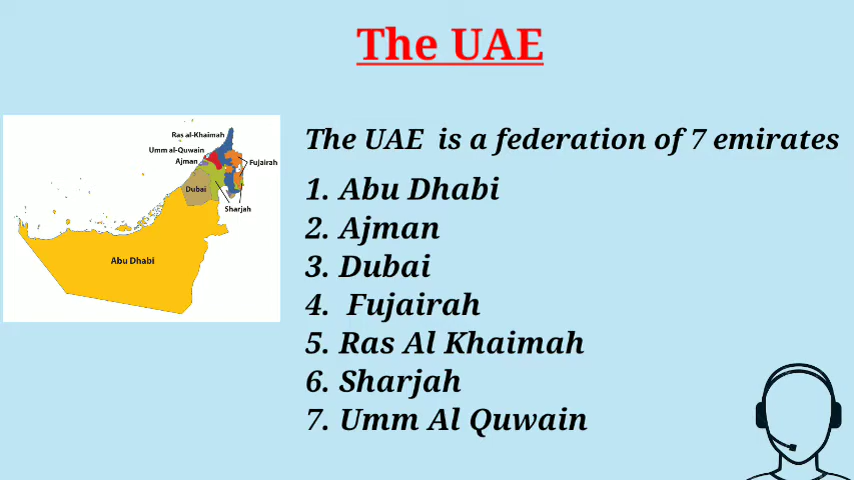 The UAE
Ras al-Khaimah
Umm al-Quwain
Ajman
Fujairah
Dubai
Sharjah
Abu Dhabi
The UAE is a federation of 7 emirates
1. Abu Dhabi
2. Ajman
3. Dubai
4. Fujairah
5. Ras Al Khaimah
6. Sharjah
7. Umm Al Quwain